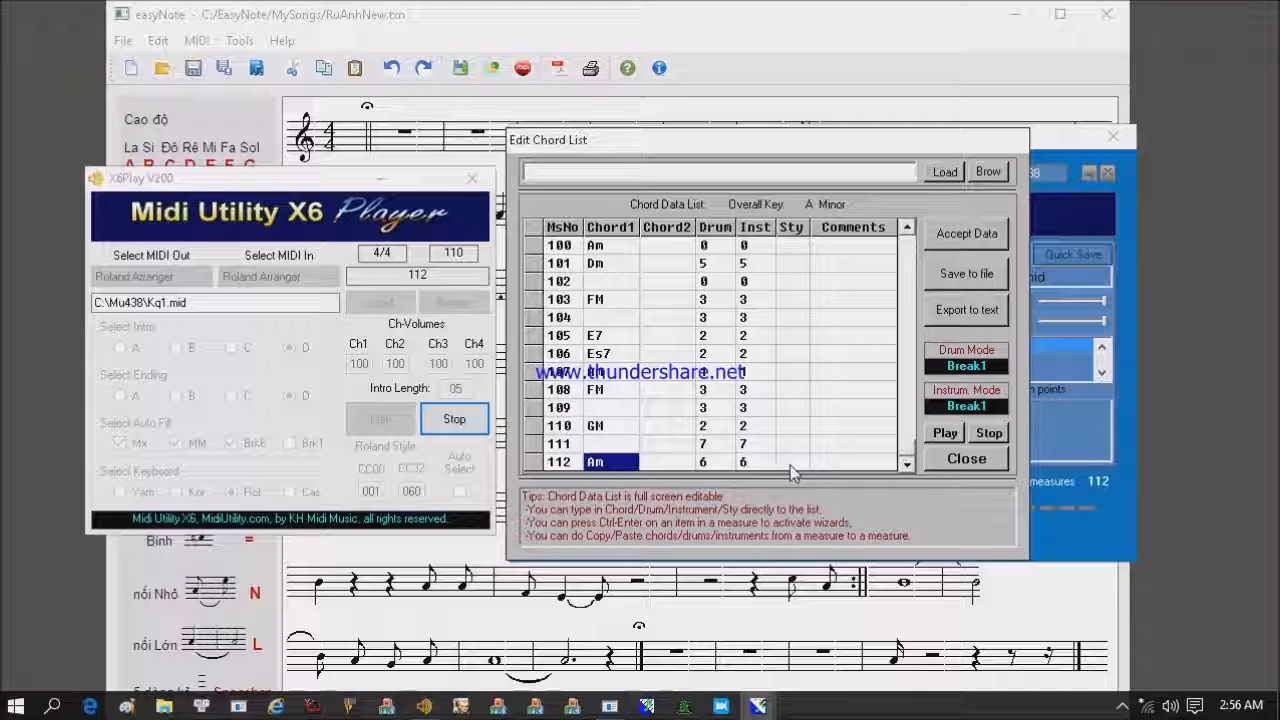 easyNote - C:/EasyNote/MySongs/RuAnhNew.txn
File Edit MIDI Tools Help
Cao độ
La Si Đô Rê Mi Fa Sol
A B C D E F G
X6Play V200
Midi Utility X6 Player
Select MIDI Out Select MIDI In 4/4 110
Roland Arranger Roland Arranger 112
C:\Mu438\Kq1.mid
Select Intro
A B C D
Select Ending
A B C D
Select Auto Fill
Mx MM BrK8 Brk1
Select Keyboard
Yam Kor Rol Cas
Ch-Volumes
Ch1 Ch2 Ch3 Ch4
100 100 100 100
Intro Length: 05
Stop
Roland Style
CC00 CC32 Auto Select
001 060
Midi Utility X6, MidiUtility.com, by KH Midi Music, all rights reserved.
Edit Chord List
Load Brow
Chord Data List Overall Key A Minor
MsNo Chord1 Chord2 Drum Inst Sty Comments
100 Am 0 0
101 Dm 5 5
102 0 0
103 FM 3 3
104 3 3
105 E7 2 2
106 Es7 2 2
www.thundershare.net
108 FM 3 3
109 3 3
110 GM 2 2
111 7 7
112 Am 6 6
Accept Data
Save to file
Export to text
Drum Mode
Break1
Instrum. Mode
Break1
Play Stop
Close
Tips: Chord Data List is full screen editable
-You can type in Chord/Drum/Instrument/Sty directly to the list,
-You can press Ctrl-Enter on an item in a measure to activate wizards,
-You can do Copy/Paste chords/drums/instruments from a measure to a measure.
38
Quick Save
measures 112
Bình =
nối Nhỏ N
nối Lớn L
2:56 AM